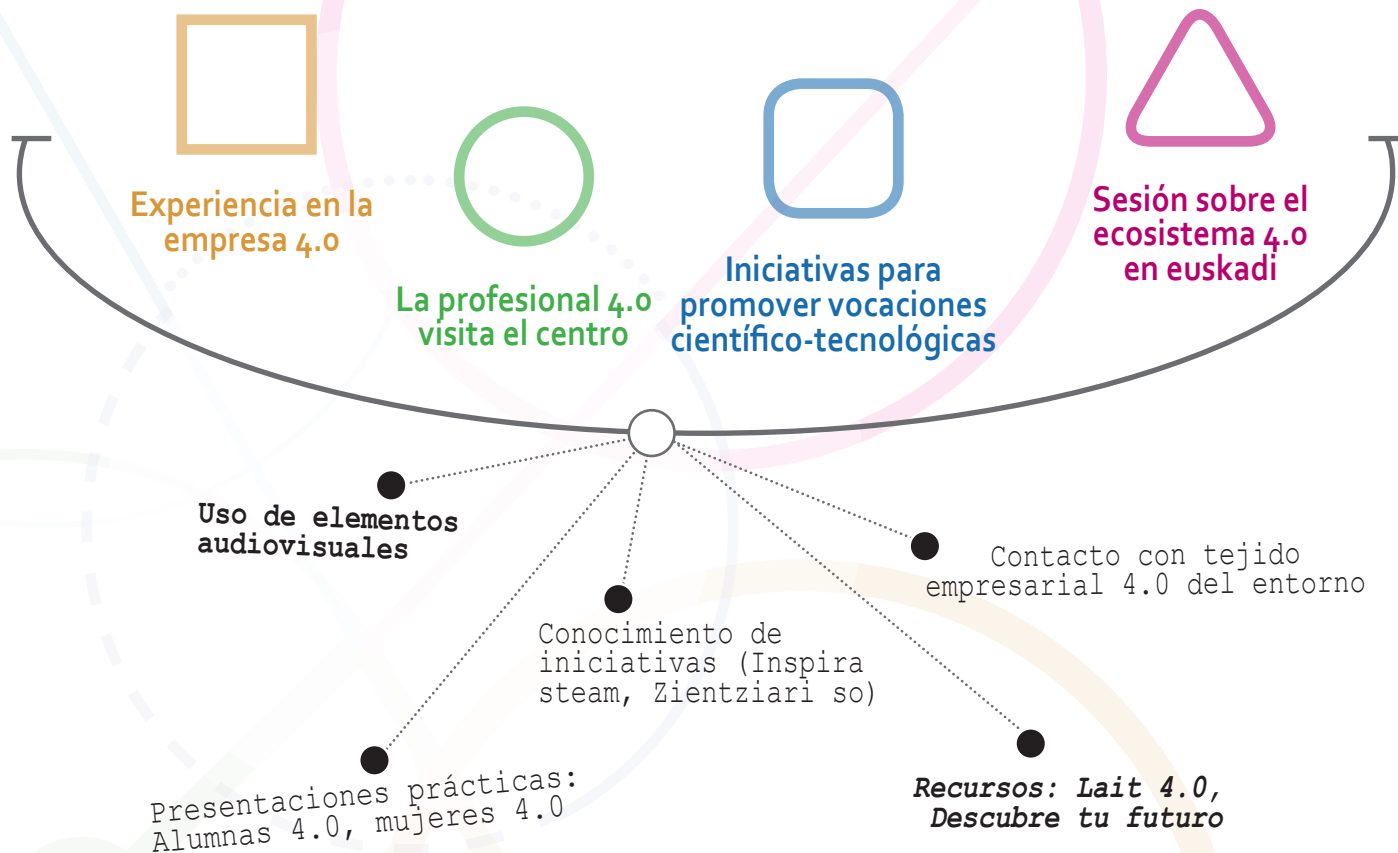 Experiencia en la
empresa 4.0
La profesional 4.0
visita el centro
Iniciativas para
promover vocaciones
científico-tecnológicas
Sesión sobre el
ecosistema 4.0
en euskadi
Uso de elementos
audiovisuales
Contacto con tejido
empresarial 4.0 del entorno
Conocimiento de
iniciativas (Inspira
steam, Zientziari so)
Presentaciones prácticas:
Alumnas 4.0, mujeres 4.0
Recursos: Lait 4.0,
Descubre tu futuro